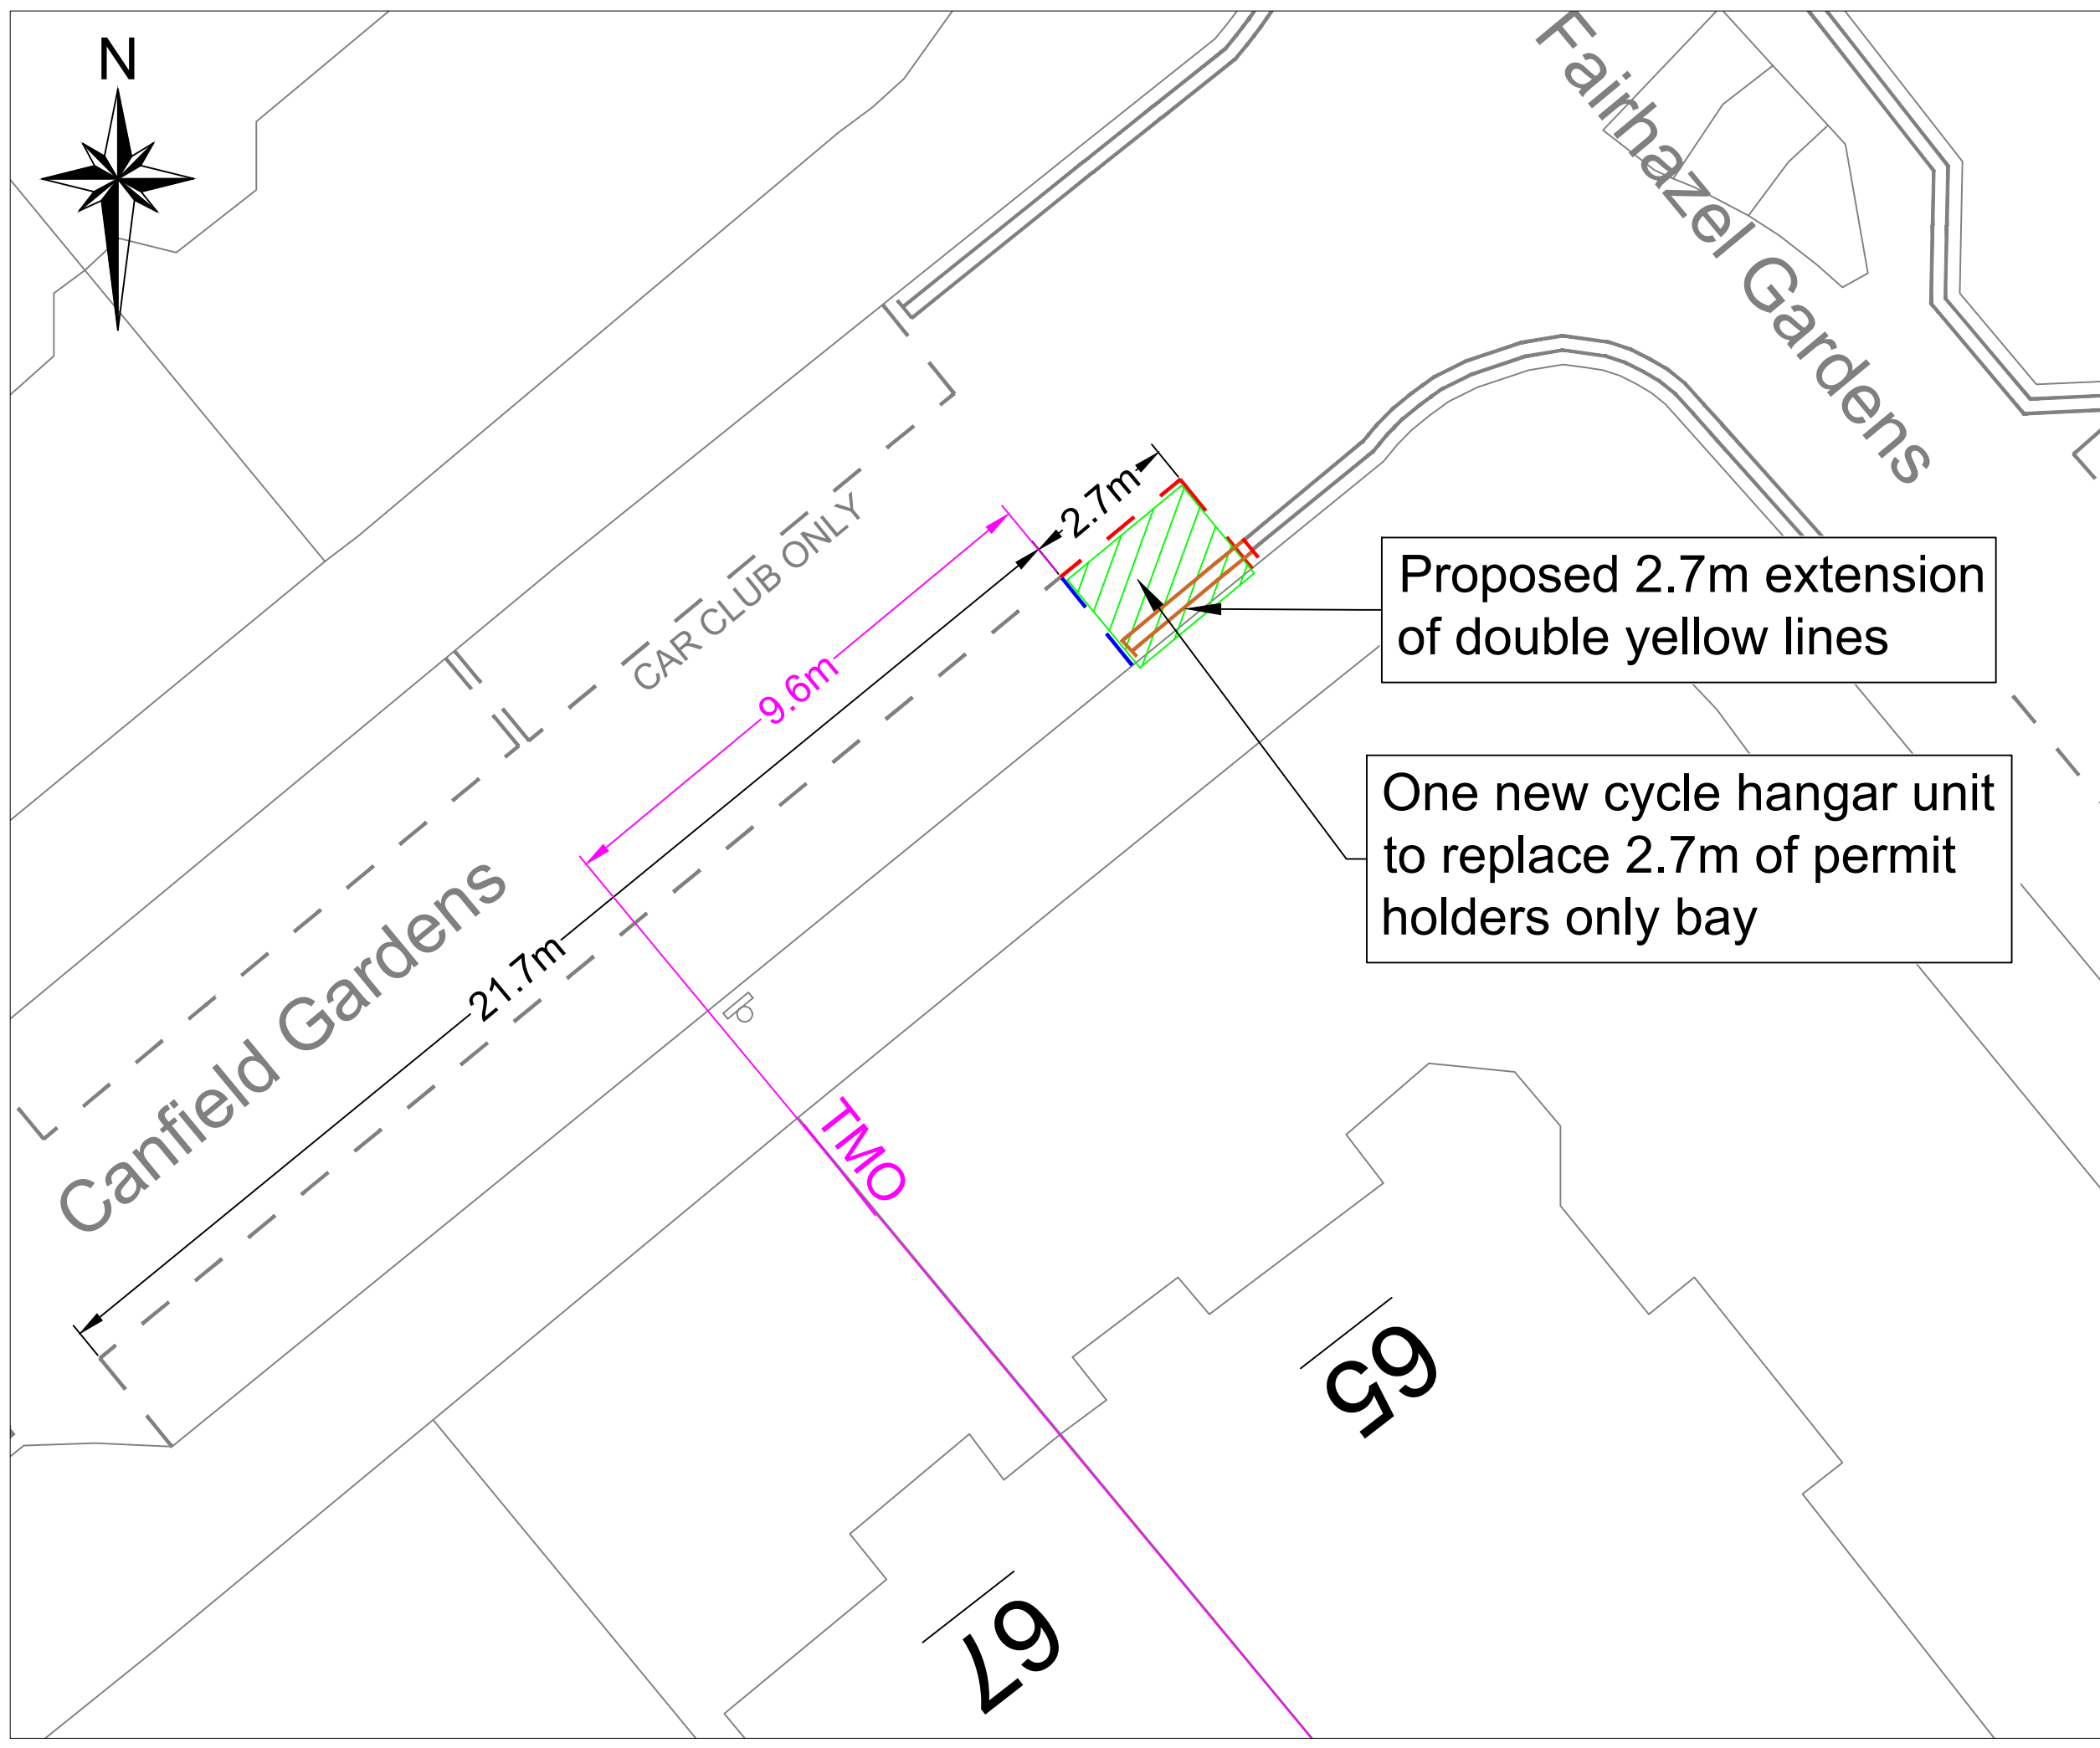 N
Fairhazel Gardens
CAR CLUB ONLY
2.7m
Proposed 2.7m extension
of double yellow lines
9.6m
One new cycle hangar unit
to replace 2.7m of permit
holders only bay
21.7m
Canfield Gardens
TMO
65
67